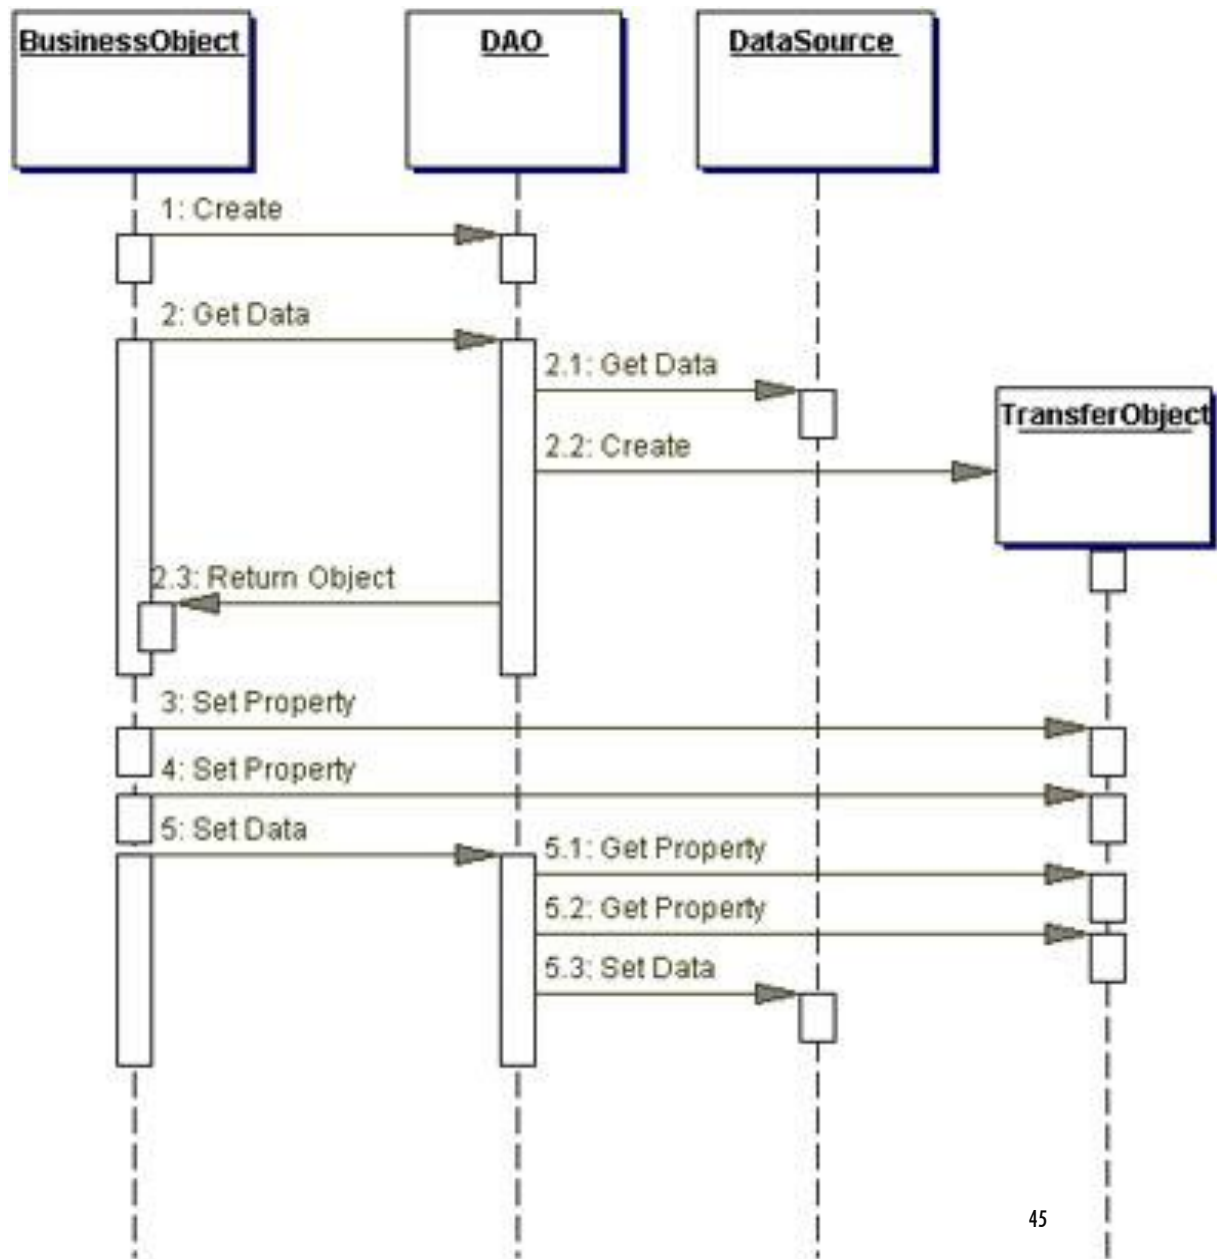 BusinessObject
DAO
DataSource
1: Create
2: Get Data
2.1: Get Data
TransferObject
2.2: Create
2.3: Return Object
3: Set Property
4: Set Property
5: Set Data
5.1: Get Property
5.2: Get Property
5.3: Set Data
45